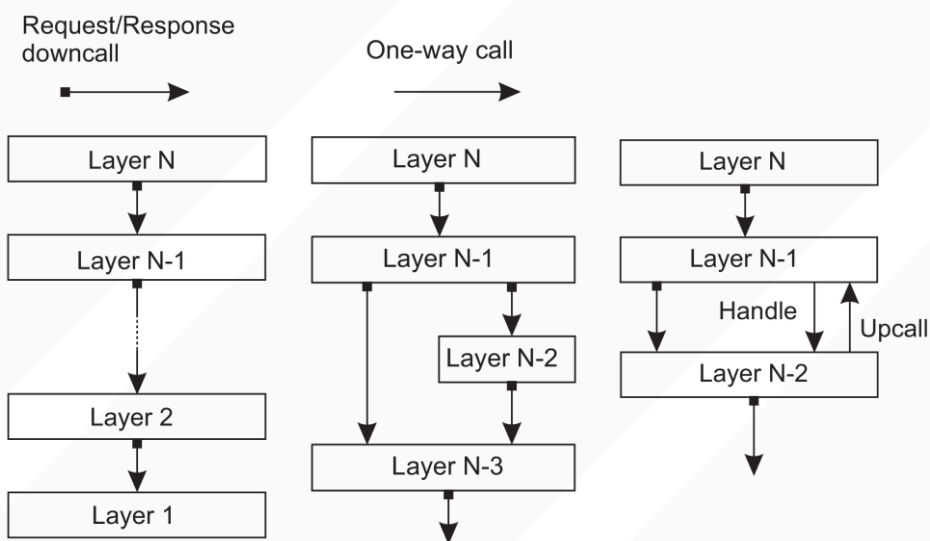 Request/Response
downcall
One-way call
Layer N
Layer N-1
Layer 2
Layer 1
Layer N
Layer N-1
Layer N-2
Layer N-3
Layer N
Layer N-1
Handle
Upcall
Layer N-2